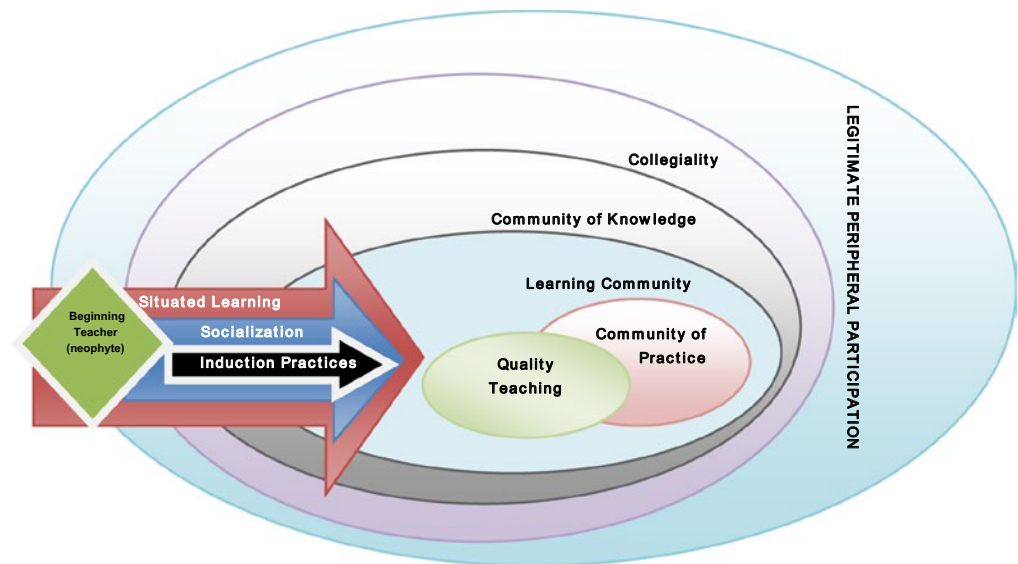 LEGITIMATE PERIPHERAL PARTICIPATION
Collegiality
Community of Knowledge
Learning Community
Community of
Practice
Quality
Teaching
Situated Learning
Socialization
Induction Practices
Beginning
Teacher
(neophyte)